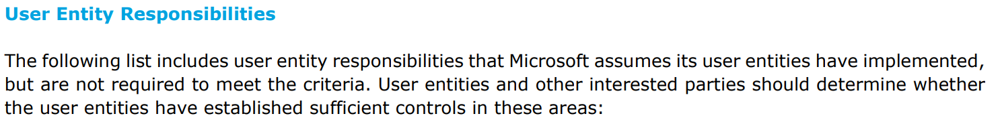 User Entity Responsibilities
The following list includes user entity responsibilities that Microsoft assumes its user entities have implemented,
but are not required to meet the criteria. User entities and other interested parties should determine whether
the user entities have established sufficient controls in these areas: